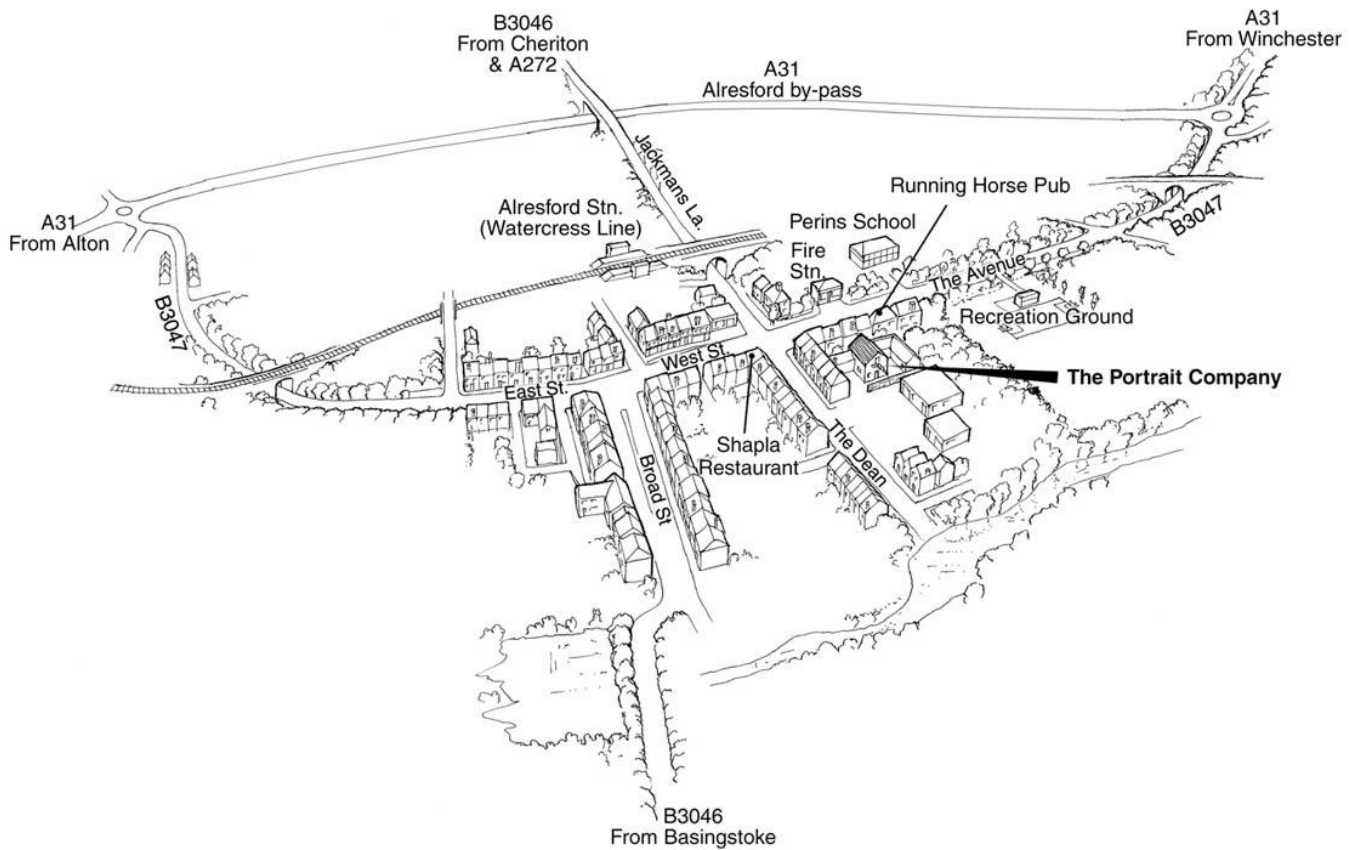 B3046
From Cheriton
& A272
A31
From Winchester
A31
Alresford by-pass
Jackmans La.
Running Horse Pub
Alresford Stn.
(Watercress Line)
Perins School
Fire
Stn.
A31
From Alton
B3047
The Avenue
B3047
Recreation Ground
West St.
East St.
The Portrait Company
Shapla
Restaurant
The Dean
Broad St
B3046
From Basingstoke